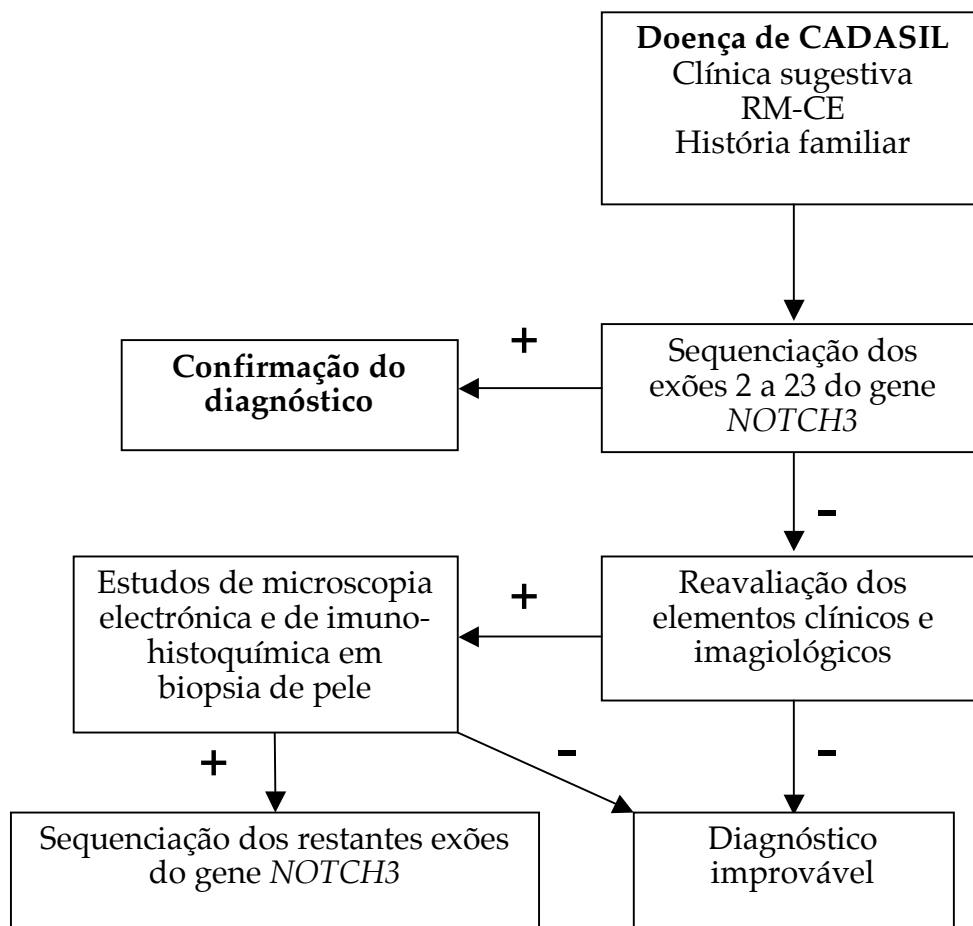 Doença de CADASIL
Clínica sugestiva
RM-CE
História familiar
+
Confirmação do
diagnóstico
Sequenciação dos
exões 2 a 23 do gene
NOTCH3
-
Estudos de microscopia
electrónica e de imuno-
histoquímica em
biopsia de pele
+
Reavaliação dos
elementos clínicos e
imagiológicos
+
-
-
Sequenciação dos restantes exões
do gene NOTCH3
Diagnóstico
improvável